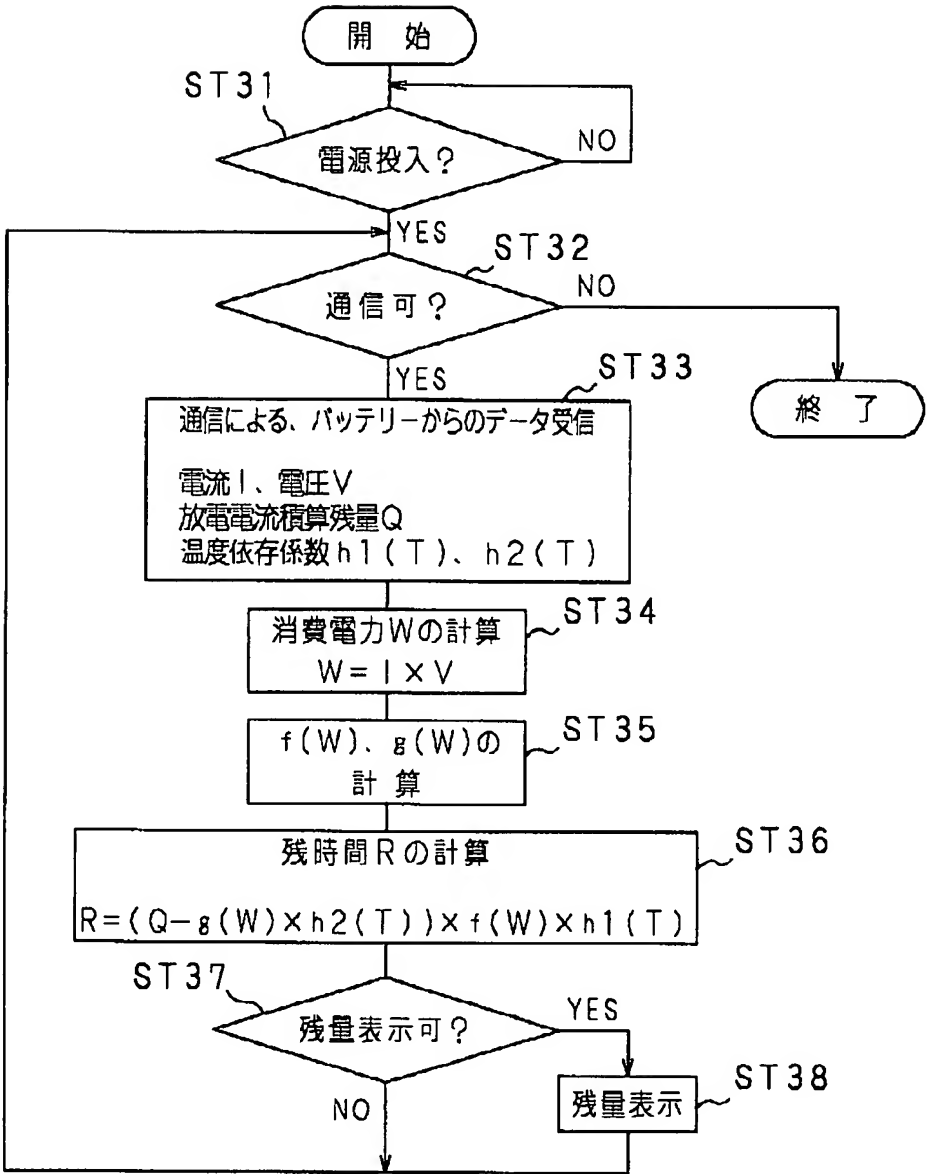 開 始
ST31
電源投入?
NO
YES
ST32
通信可?
NO
YES
終 了
ST33
通信による、バッテリーからのデータ受信
電流I、電圧V
放電電流積算残量Q
温度依存係数h1(T)、h2(T)
ST34
消費電力Wの計算
W=I×V
ST35
f(W)、g(W)の
計 算
ST36
残時間Rの計算
R=(Q-g(W)×h2(T))×f(W)×h1(T)
ST37
残量表示可?
YES
NO
ST38
残量表示